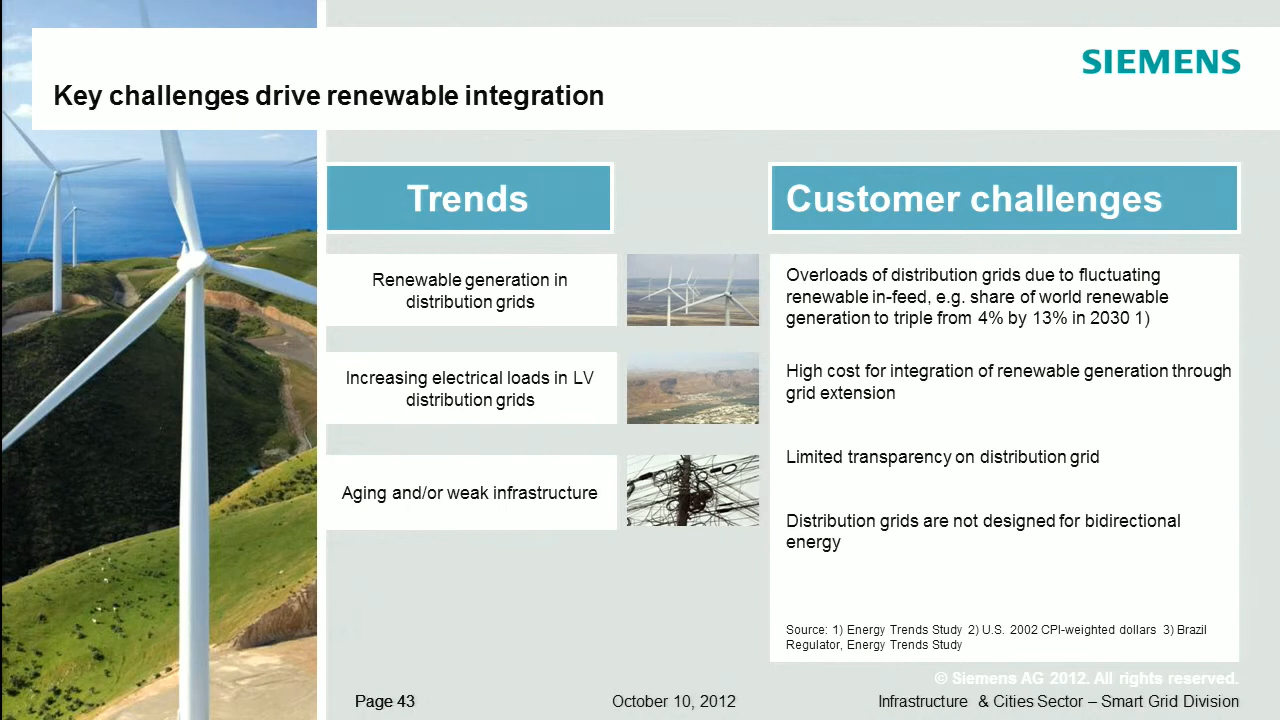 SIEMENS
Key challenges drive renewable integration
Trends
Customer challenges
Renewable generation in
distribution grids
Increasing electrical loads in LV
distribution grids
Aging and/or weak infrastructure
Overloads of distribution grids due to fluctuating
renewable in-feed, e.g. share of world renewable
generation to triple from 4% by 13% in 2030 1)
High cost for integration of renewable generation through
grid extension
Limited transparency on distribution grid
Distribution grids are not designed for bidirectional
energy
Source: 1) Energy Trends Study 2) U.S. 2002 CPI-weighted dollars 3) Brazil
Regulator, Energy Trends Study
© Siemens AG 2012. All rights reserved.
Page 43
October 10, 2012
Infrastructure & Cities Sector – Smart Grid Division